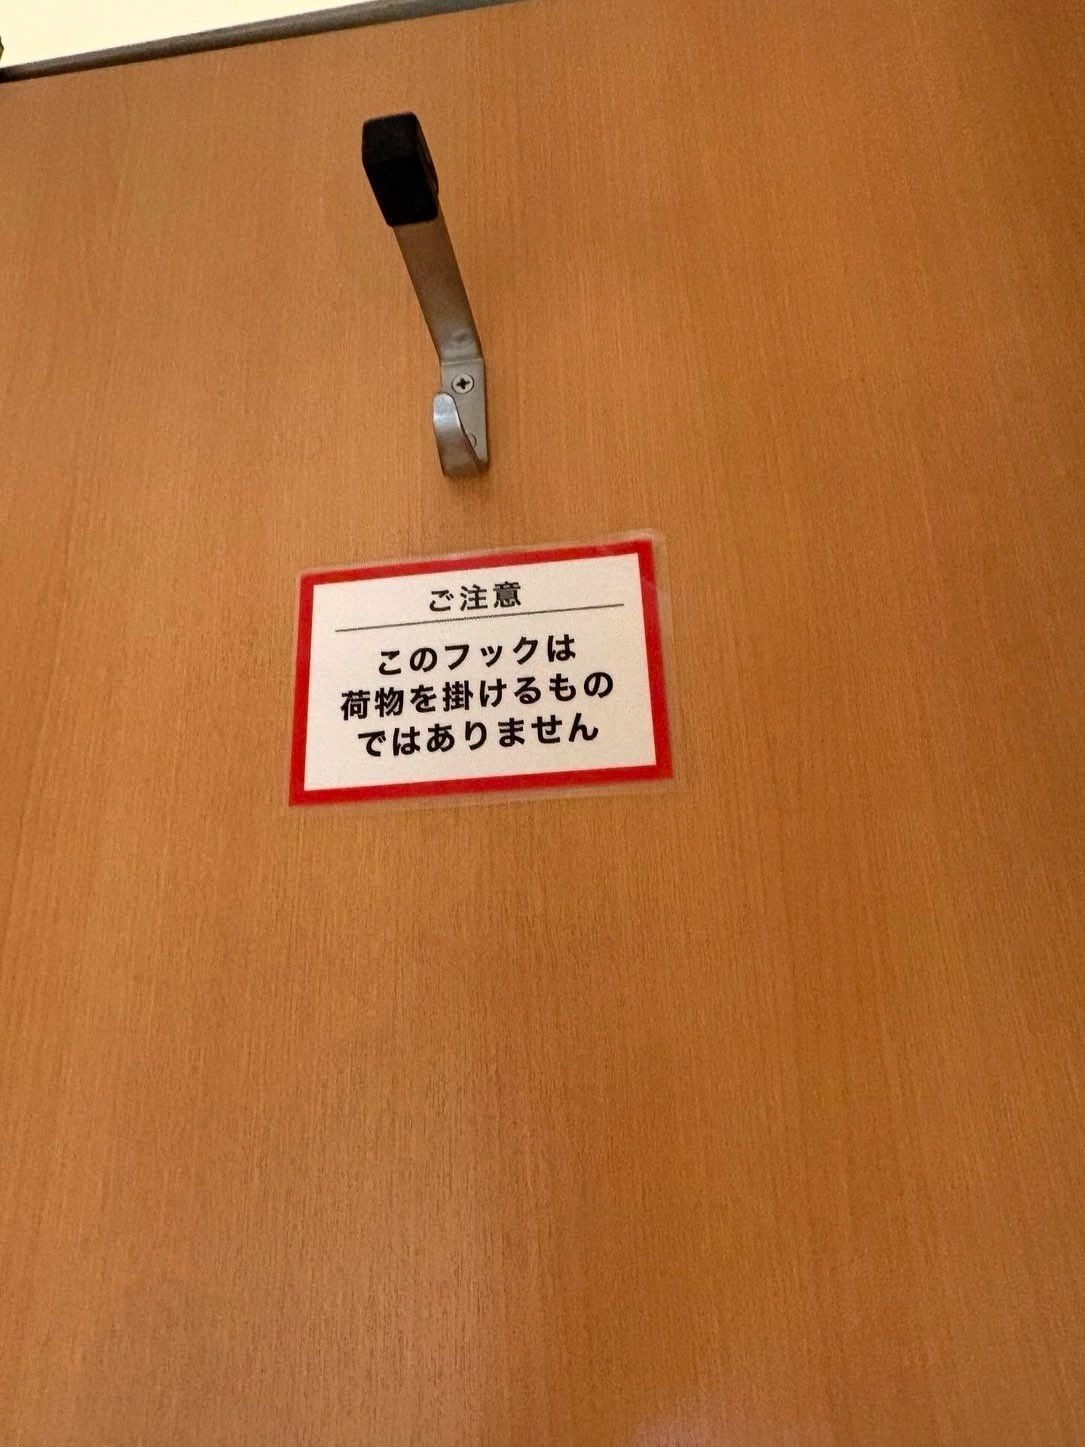 ご注意
このフックは
荷物を掛けるもの
ではありません